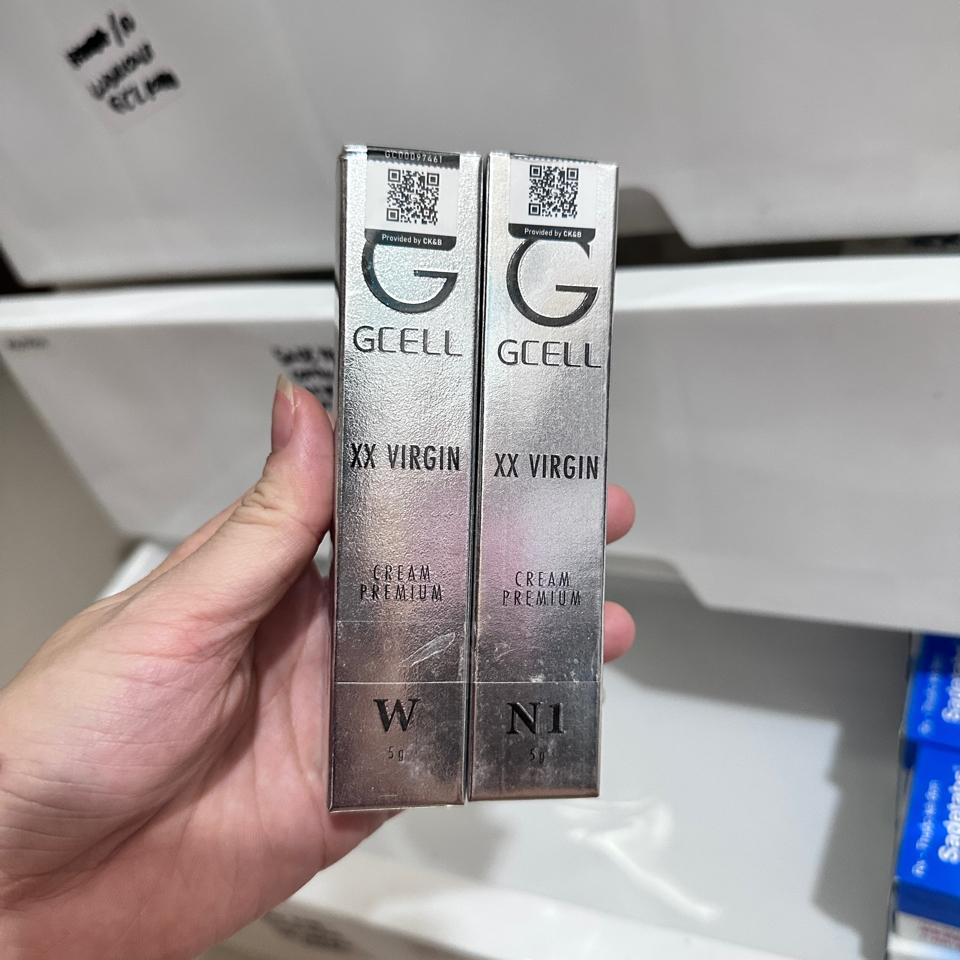 GC00097461
Provided by CK&B
G
GCELL
XX VIRGIN
CREAM
PREMIUM
W
5g
Provided by CK&B
G
GCELL
XX VIRGIN
CREAM
PREMIUM
N1
5g